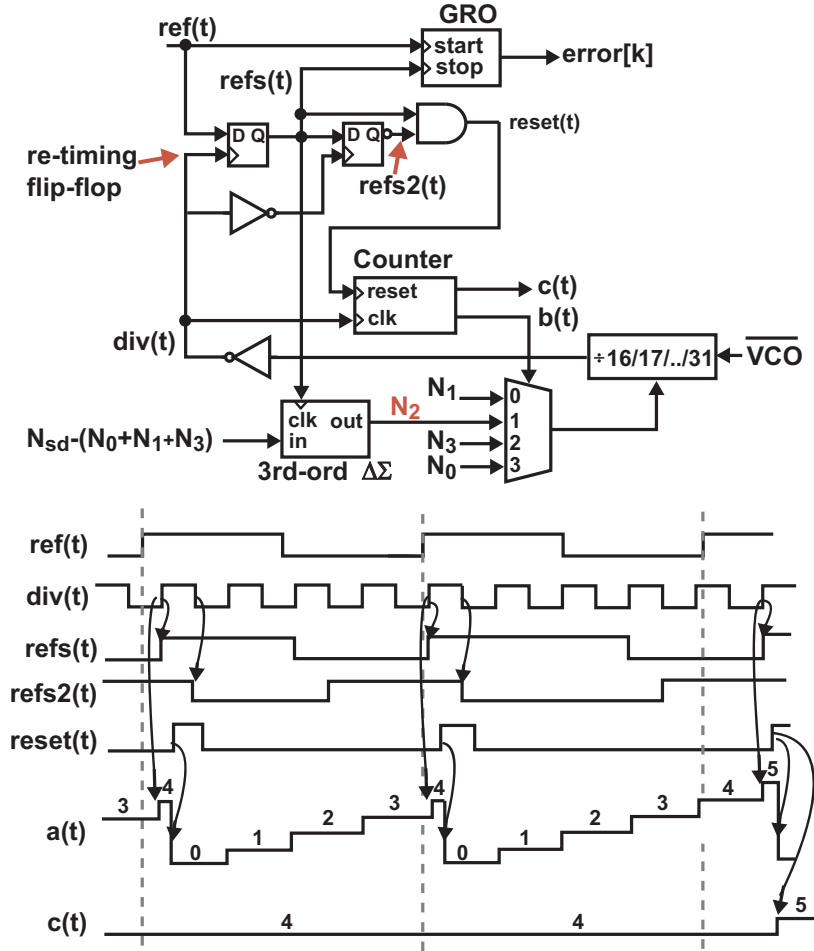 ref(t)
GRO
start
stop
error[k]
refs(t)
D Q
D Q
reset(t)
re-timing
flip-flop
refs2(t)
Counter
reset
clk
c(t)
b(t)
div(t)
÷16/17/../31
VCO
N1
N2
N3
N0
0
1
2
3
clk out
in
Nsd-(N0+N1+N3)
3rd-ord ΔΣ
ref(t)
div(t)
refs(t)
refs2(t)
reset(t)
a(t)
3 4 0 1 2 3 4 0 1 2 3 4 5
c(t)
4 4 5